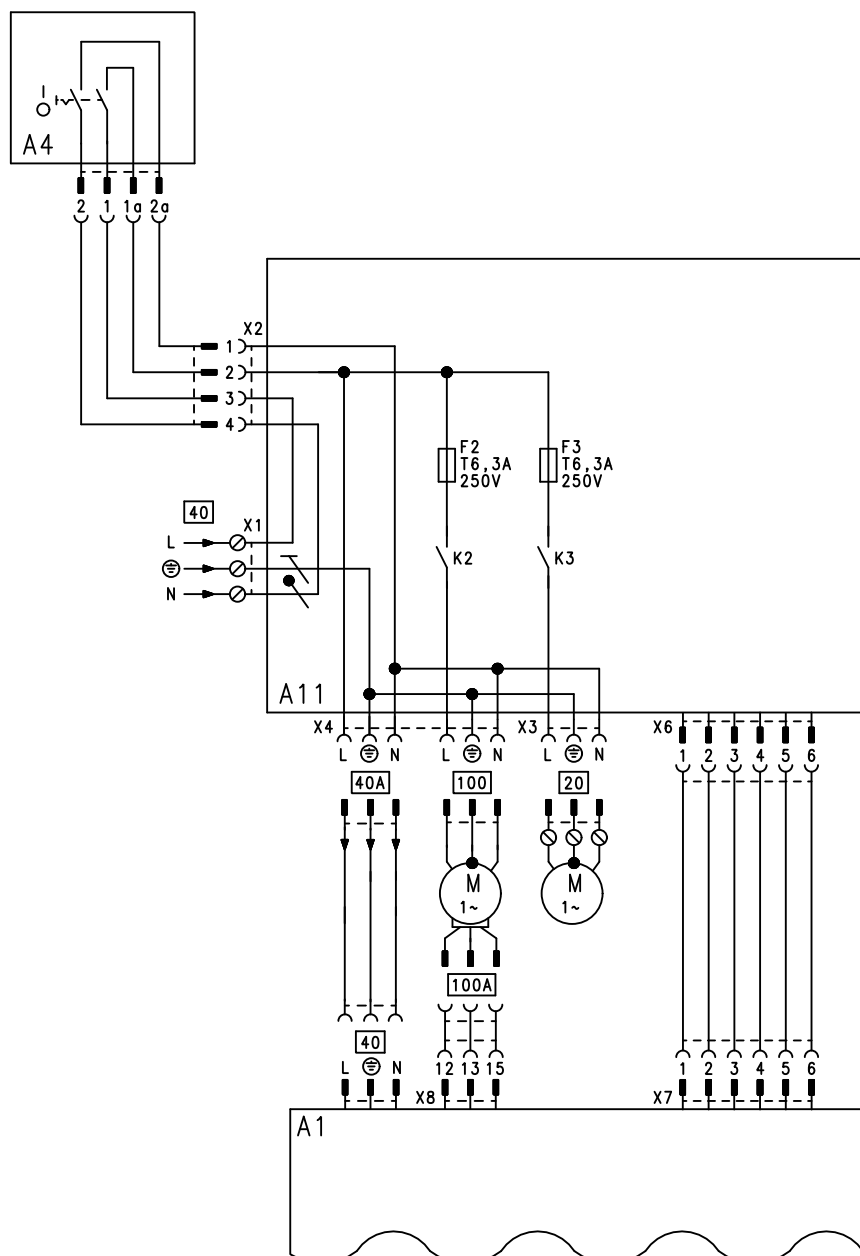 A4
2 1 1a 2a
X2
1
2
3
4
F2
T6,3A
250V
F3
T6,3A
250V
40
X1
L
N
K2
K3
A11
X4
X3
X6
L N L N L N
1 2 3 4 5 6
40A 100 20
M
1~
M
1~
100A
40
L N
12 13 15
1 2 3 4 5 6
X8
X7
A1